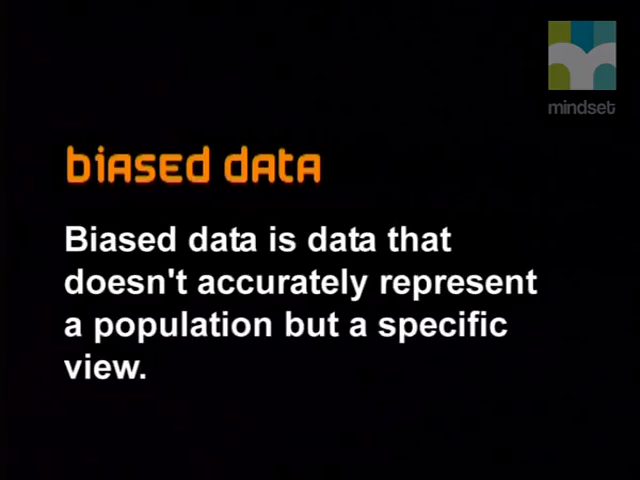 mindset
biased data
Biased data is data that
doesn't accurately represent
a population but a specific
view.